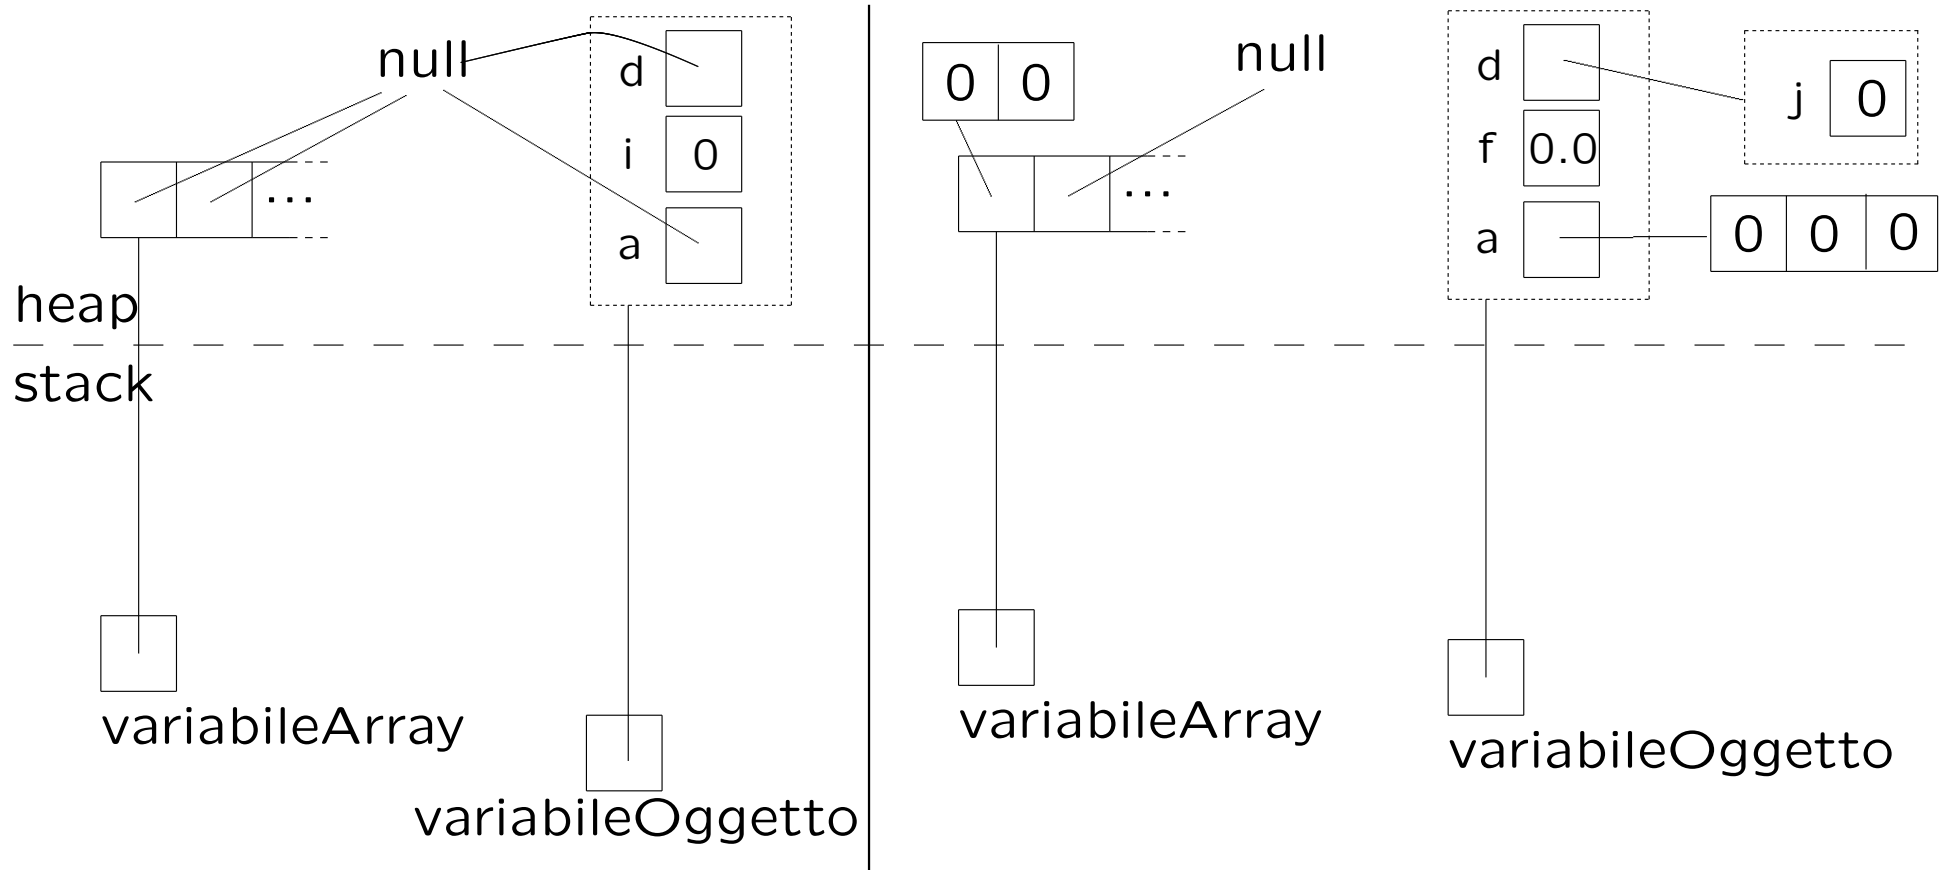 null
d
i 0
a
...
heap
stack
variabileArray
variabileOggetto
0 0
null
...
d
f 0.0
a
j 0
0 0 0
variabileArray
variabileOggetto